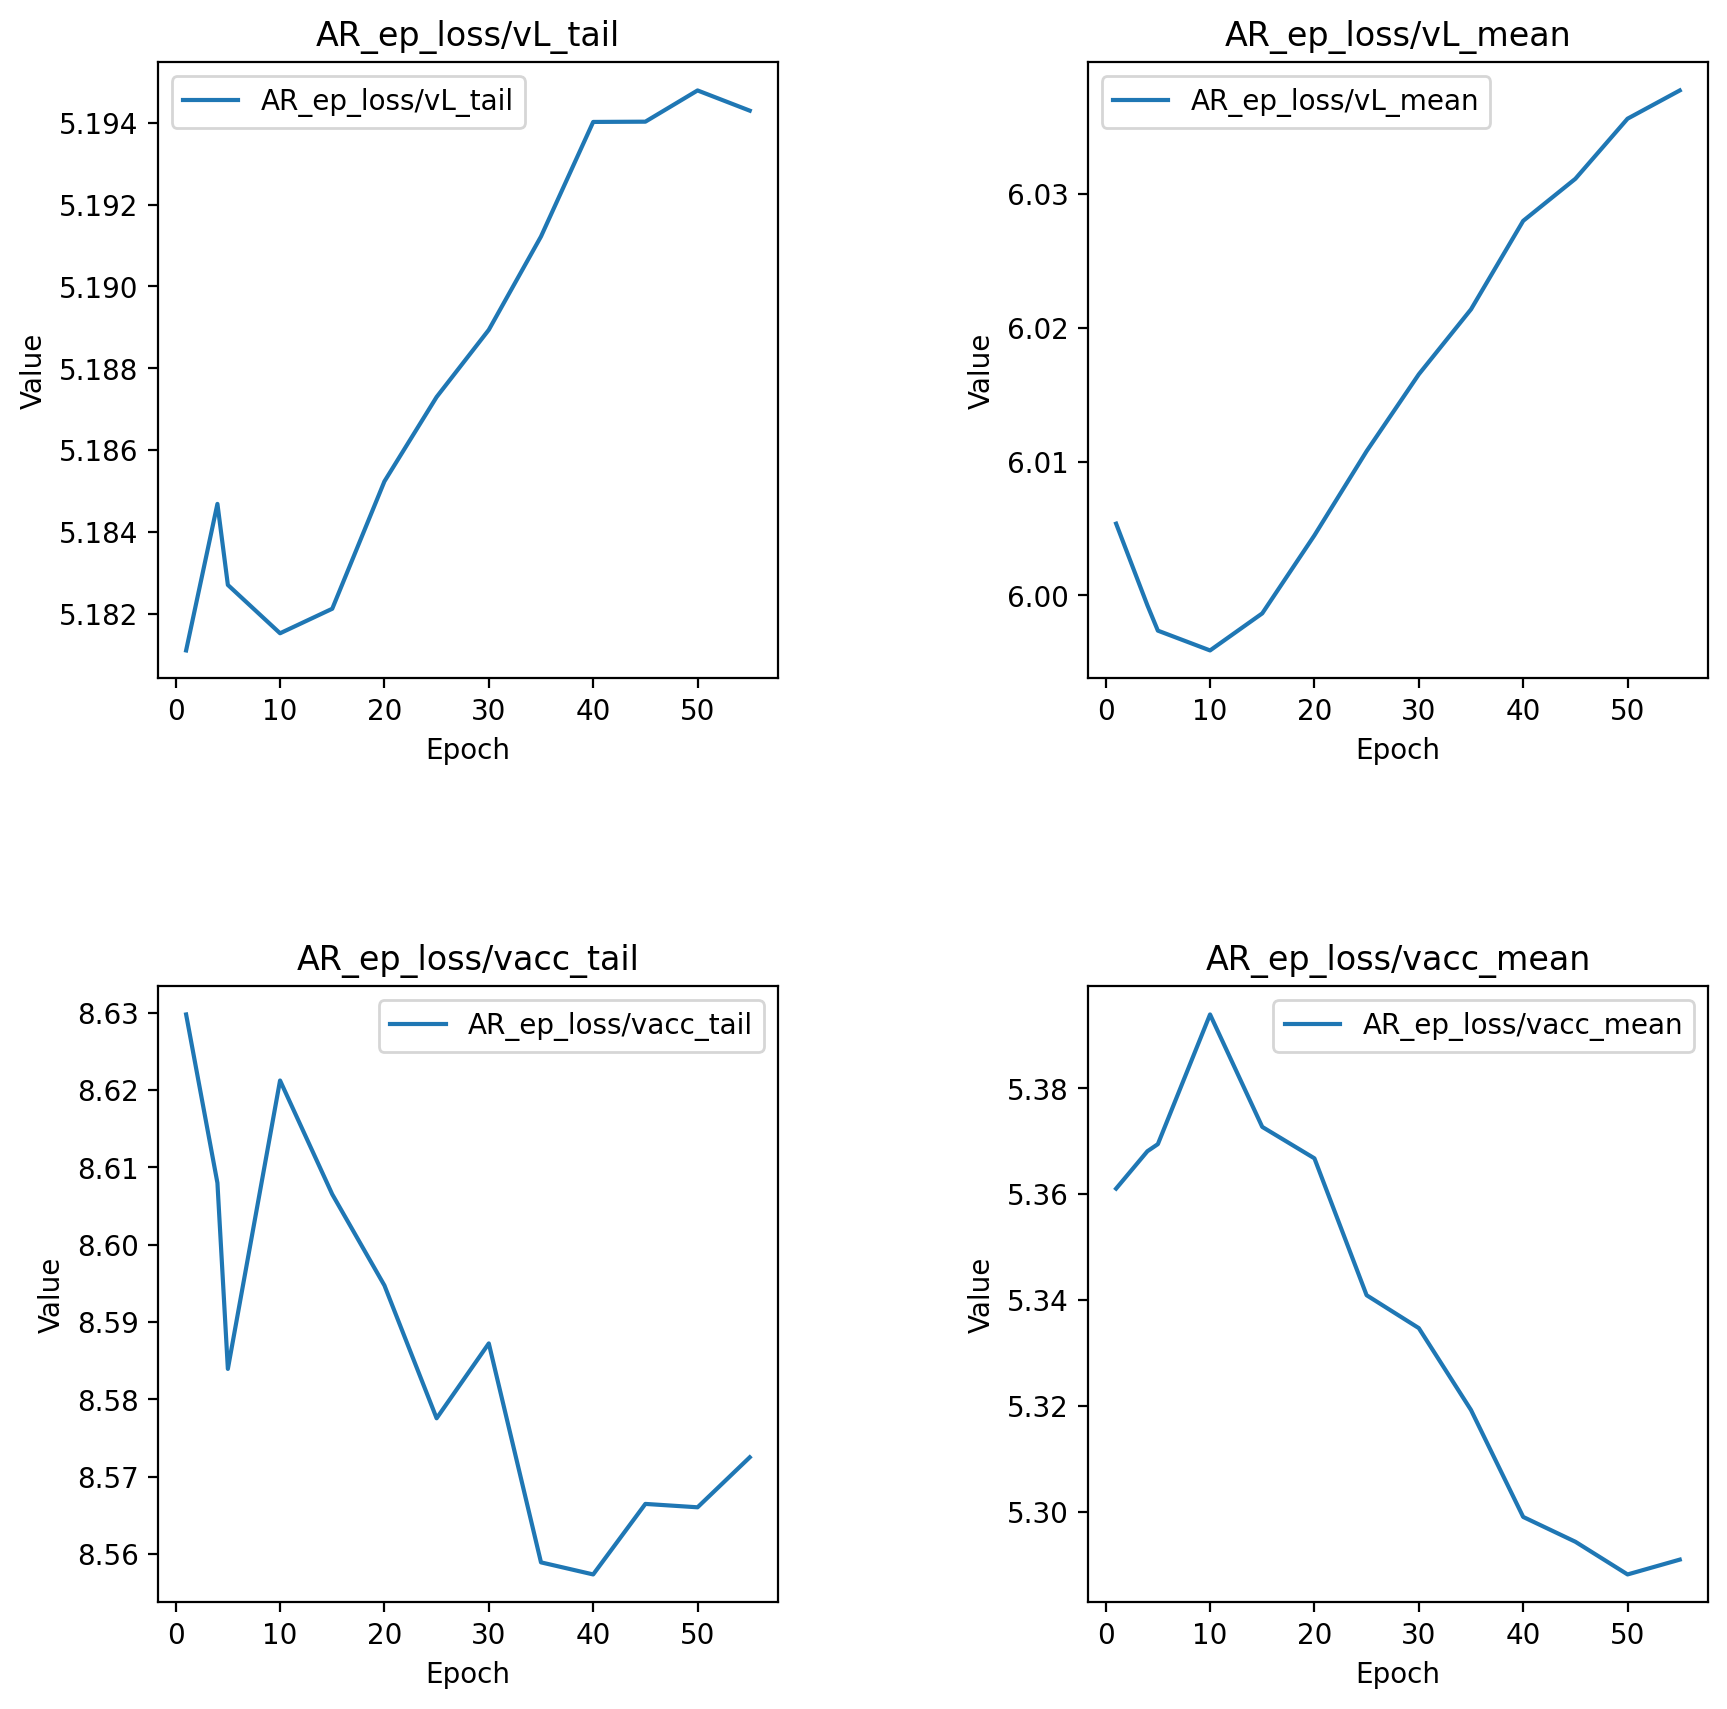 AR_ep_loss/vL_tail
AR_ep_loss/vL_tail
5.194
5.192
5.190
5.188
5.186
5.184
5.182
Value
0 10 20 30 40 50
Epoch
AR_ep_loss/vL_mean
AR_ep_loss/vL_mean
6.03
6.02
6.01
6.00
Value
0 10 20 30 40 50
Epoch
AR_ep_loss/vacc_tail
AR_ep_loss/vacc_tail
8.63
8.62
8.61
8.60
8.59
8.58
8.57
8.56
Value
0 10 20 30 40 50
Epoch
AR_ep_loss/vacc_mean
AR_ep_loss/vacc_mean
5.38
5.36
5.34
5.32
5.30
Value
0 10 20 30 40 50
Epoch